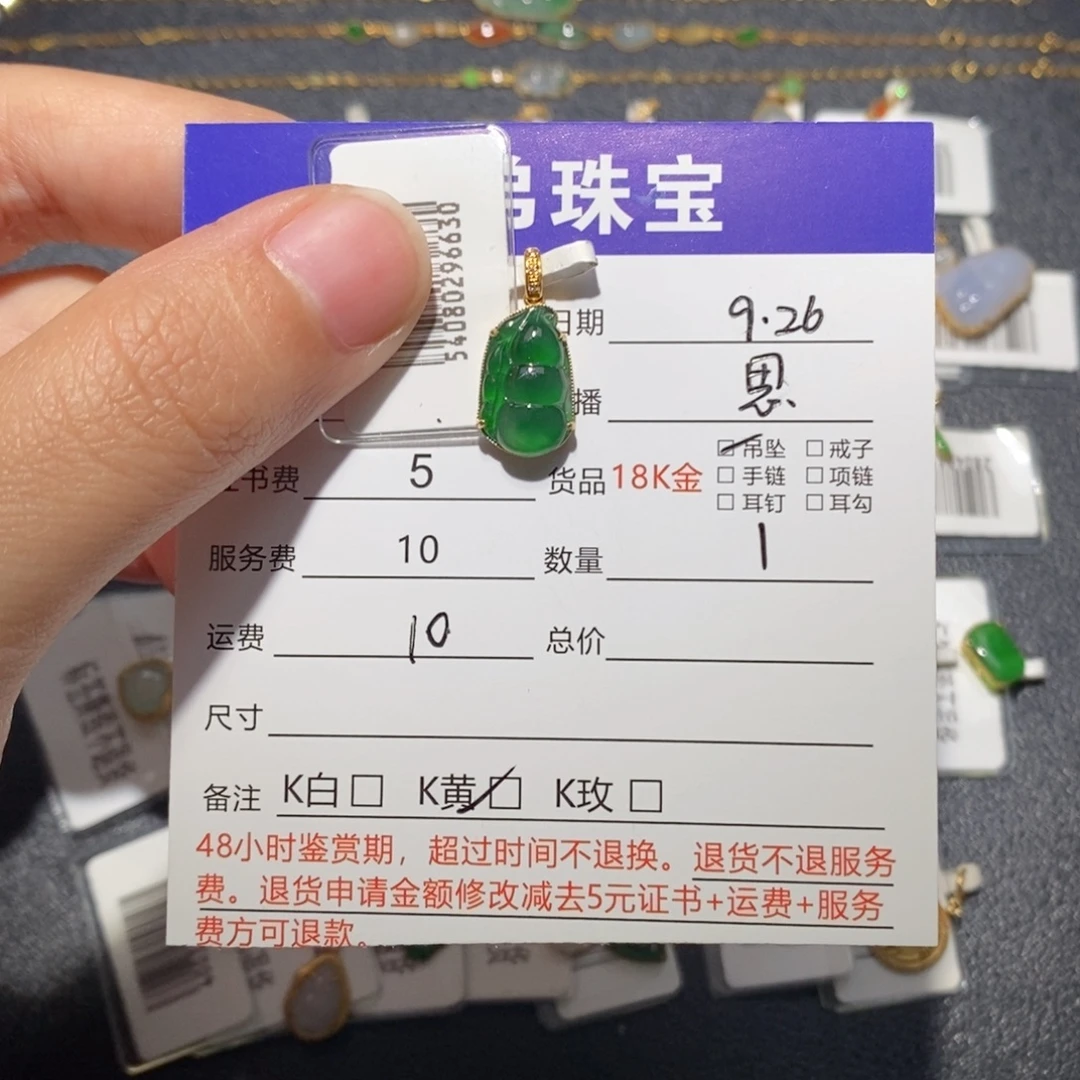 珠宝
54080296630
日期 9.26
播 思
书费 5 货品 18K金 吊坠 戒子
手链 项链
耳钉 耳勾
服务费 10 数量 1
运费 10 总价
尺寸
备注 K白 K黄 K玫
48小时鉴赏期，超过时间不退换。退货不退服务
费。退货申请金额修改减去5元证书+运费+服务
费方可退款。